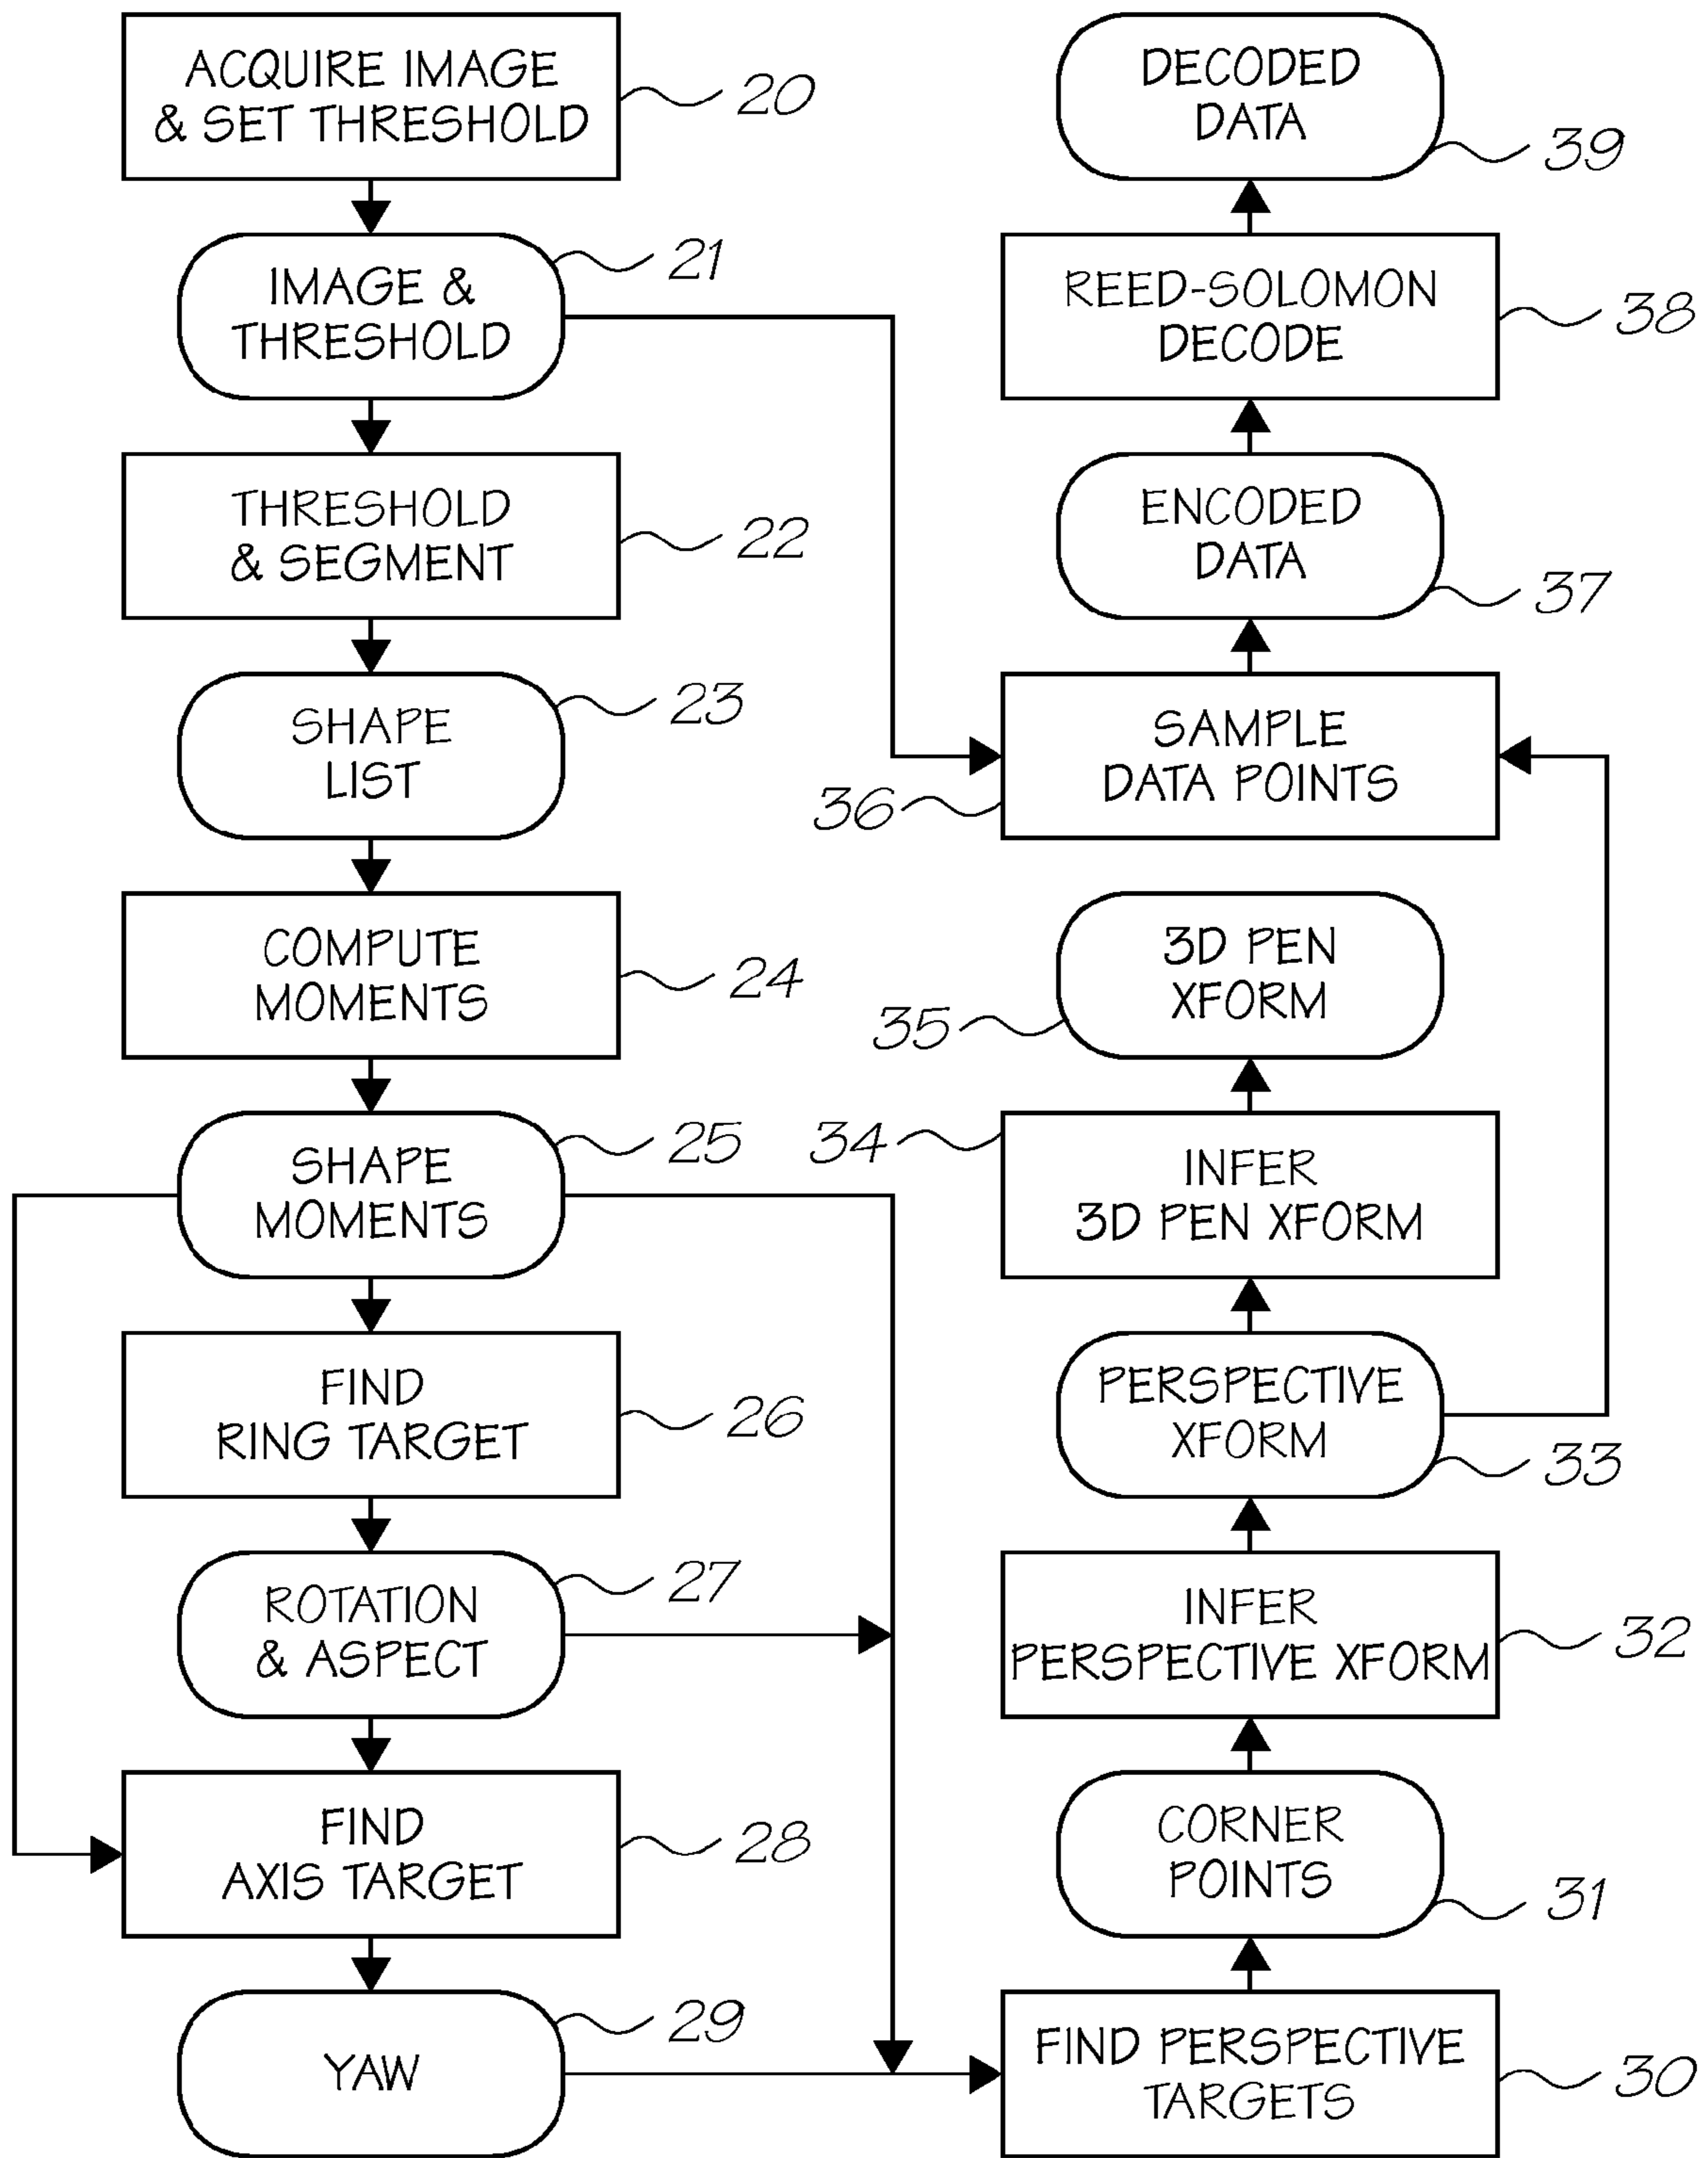 ACQUIRE IMAGE
& SET THRESHOLD
20
IMAGE &
THRESHOLD
21
THRESHOLD
& SEGMENT
22
SHAPE
LIST
23
COMPUTE
MOMENTS
24
SHAPE
MOMENTS
25
FIND
RING TARGET
26
ROTATION
& ASPECT
27
FIND
AXIS TARGET
28
YAW
29
DECODED
DATA
39
REED-SOLOMON
DECODE
38
ENCODED
DATA
37
SAMPLE
DATA POINTS
36
3D PEN
XFORM
35
INFER
3D PEN XFORM
34
PERSPECTIVE
XFORM
33
INFER
PERSPECTIVE XFORM
32
CORNER
POINTS
31
FIND PERSPECTIVE
TARGETS
30